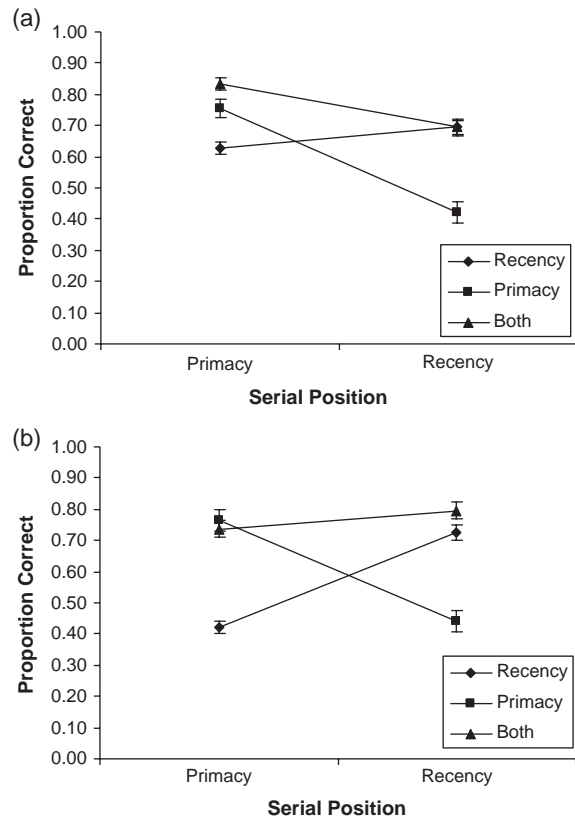 (a)
1.00
0.90
0.80
0.70
0.60
0.50
0.40
0.30
0.20
0.10
0.00
Proportion Correct
Recency
Primacy
Both
Primacy
Recency
Serial Position
(b)
1.00
0.90
0.80
0.70
0.60
0.50
0.40
0.30
0.20
0.10
0.00
Proportion Correct
Recency
Primacy
Both
Primacy
Recency
Serial Position